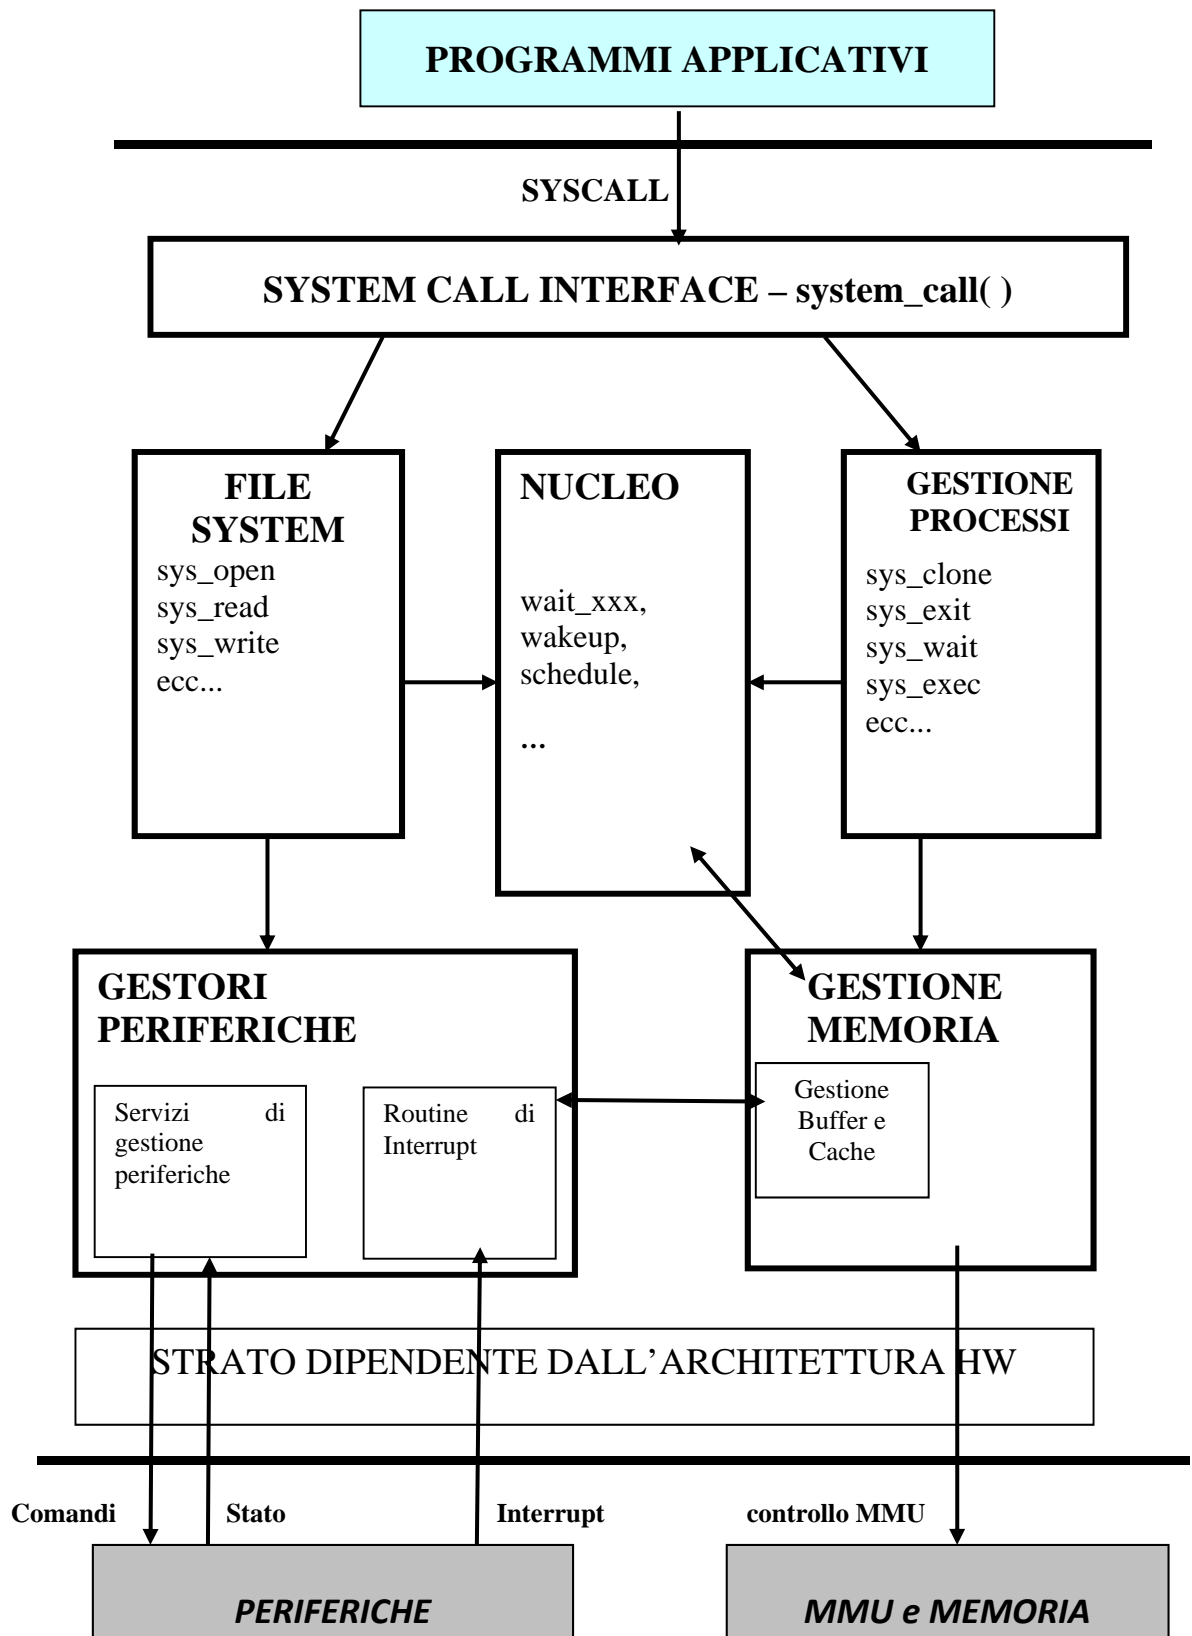 PROGRAMMI APPLICATIVI
SYSCALL
SYSTEM CALL INTERFACE – system_call( )
FILE
SYSTEM
sys_open
sys_read
sys_write
ecc...
NUCLEO
wait_xxx,
wakeup,
schedule,
...
GESTIONE
PROCESSI
sys_clone
sys_exit
sys_wait
sys_exec
ecc...
GESTORI
PERIFERICHE
Servizi di
gestione
periferiche
Routine di
Interrupt
GESTIONE
MEMORIA
Gestione
Buffer e
Cache
STRATO DIPENDENTE DALL’ARCHITETTURA HW
Comandi
Stato
Interrupt
controllo MMU
PERIFERICHE
MMU e MEMORIA